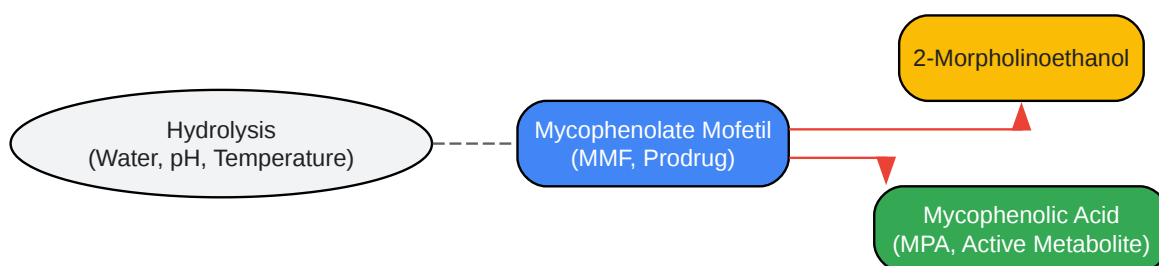 Hydrolysis
(Water, pH, Temperature)
Mycophenolate Mofetil
(MMF, Prodrug)
2-Morpholinoethanol
Mycophenolic Acid
(MPA, Active Metabolite)